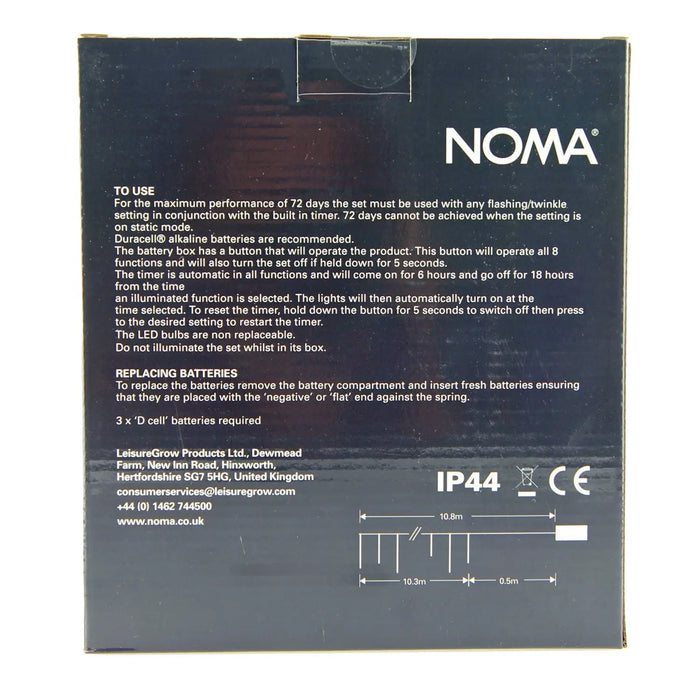 NOMA®
TO USE
For the maximum performance of 72 days the set must be used with any flashing/twinkle
setting in conjunction with the built in timer. 72 days cannot be achieved when the setting is
on static mode.
Duracell® alkaline batteries are recommended.
The battery box has a button that will operate the product. This button will operate all 8
functions and will also turn the set off if held down for 5 seconds.
The timer is automatic in all functions and will come on for 6 hours and go off for 18 hours
from the time
an illuminated function is selected. The lights will then automatically turn on at the
time selected. To reset the timer, hold down the button for 5 seconds to switch off then press
to the desired setting to restart the timer.
The LED bulbs are non replaceable.
Do not illuminate the set whilst in its box.
REPLACING BATTERIES
To replace the batteries remove the battery compartment and insert fresh batteries ensuring
that they are placed with the 'negative' or 'flat' end against the spring.
3 x 'D cell' batteries required
LeisureGrow Products Ltd., Dewmead
Farm, New Inn Road, Hinxworth,
Hertfordshire SG7 5HG, United Kingdom
consumerservices@leisuregrow.com
+44 (0) 1462 744500
www.noma.co.uk
IP44 CE
10.8m
10.3m 0.5m